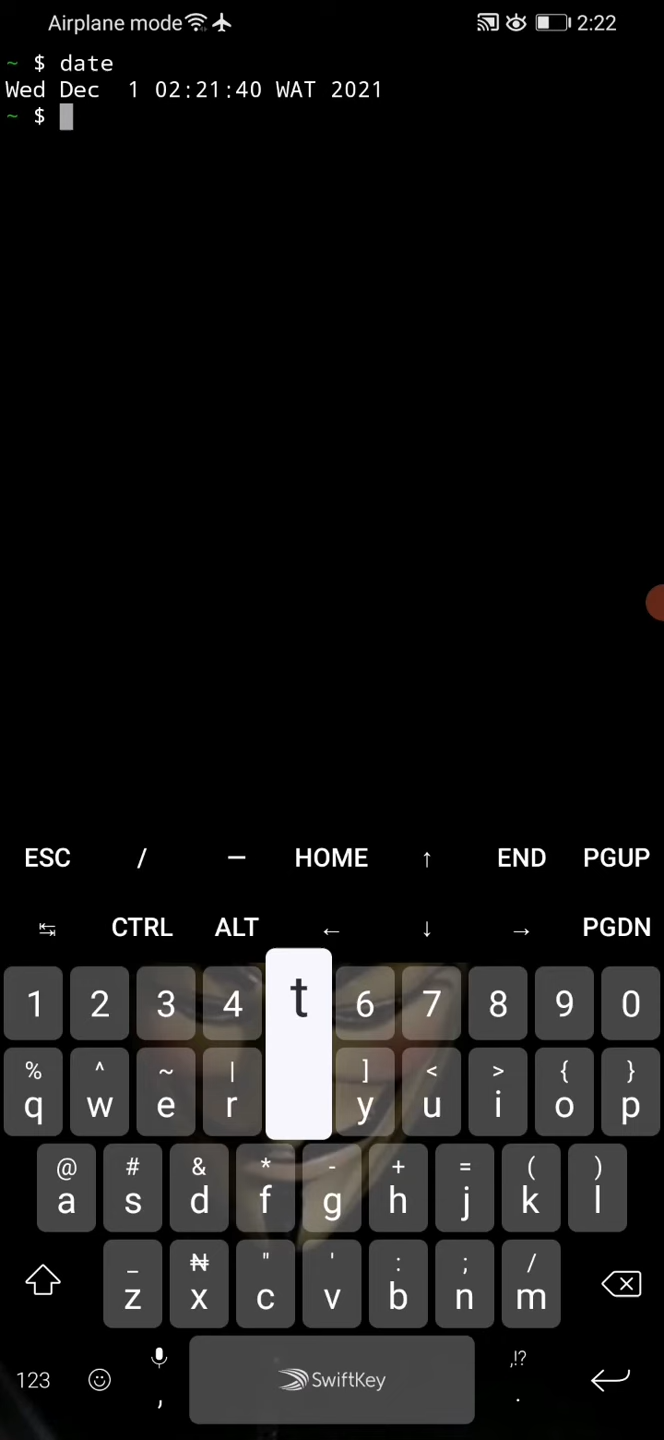 Airplane mode 2:22
~ $ date
Wed Dec  1 02:21:40 WAT 2021
~ $
ESC / — HOME ↑ END PGUP
↹ CTRL ALT ← ↓ → PGDN
1 2 3 4 t 6 7 8 9 0
% ^ ~ | ] < > { }
q w e r y u i o p
@ # & * - + = ( )
a s d f g h j k l
_ ₦ " ' : ; /
z x c v b n m
,!?
123 , SwiftKey .